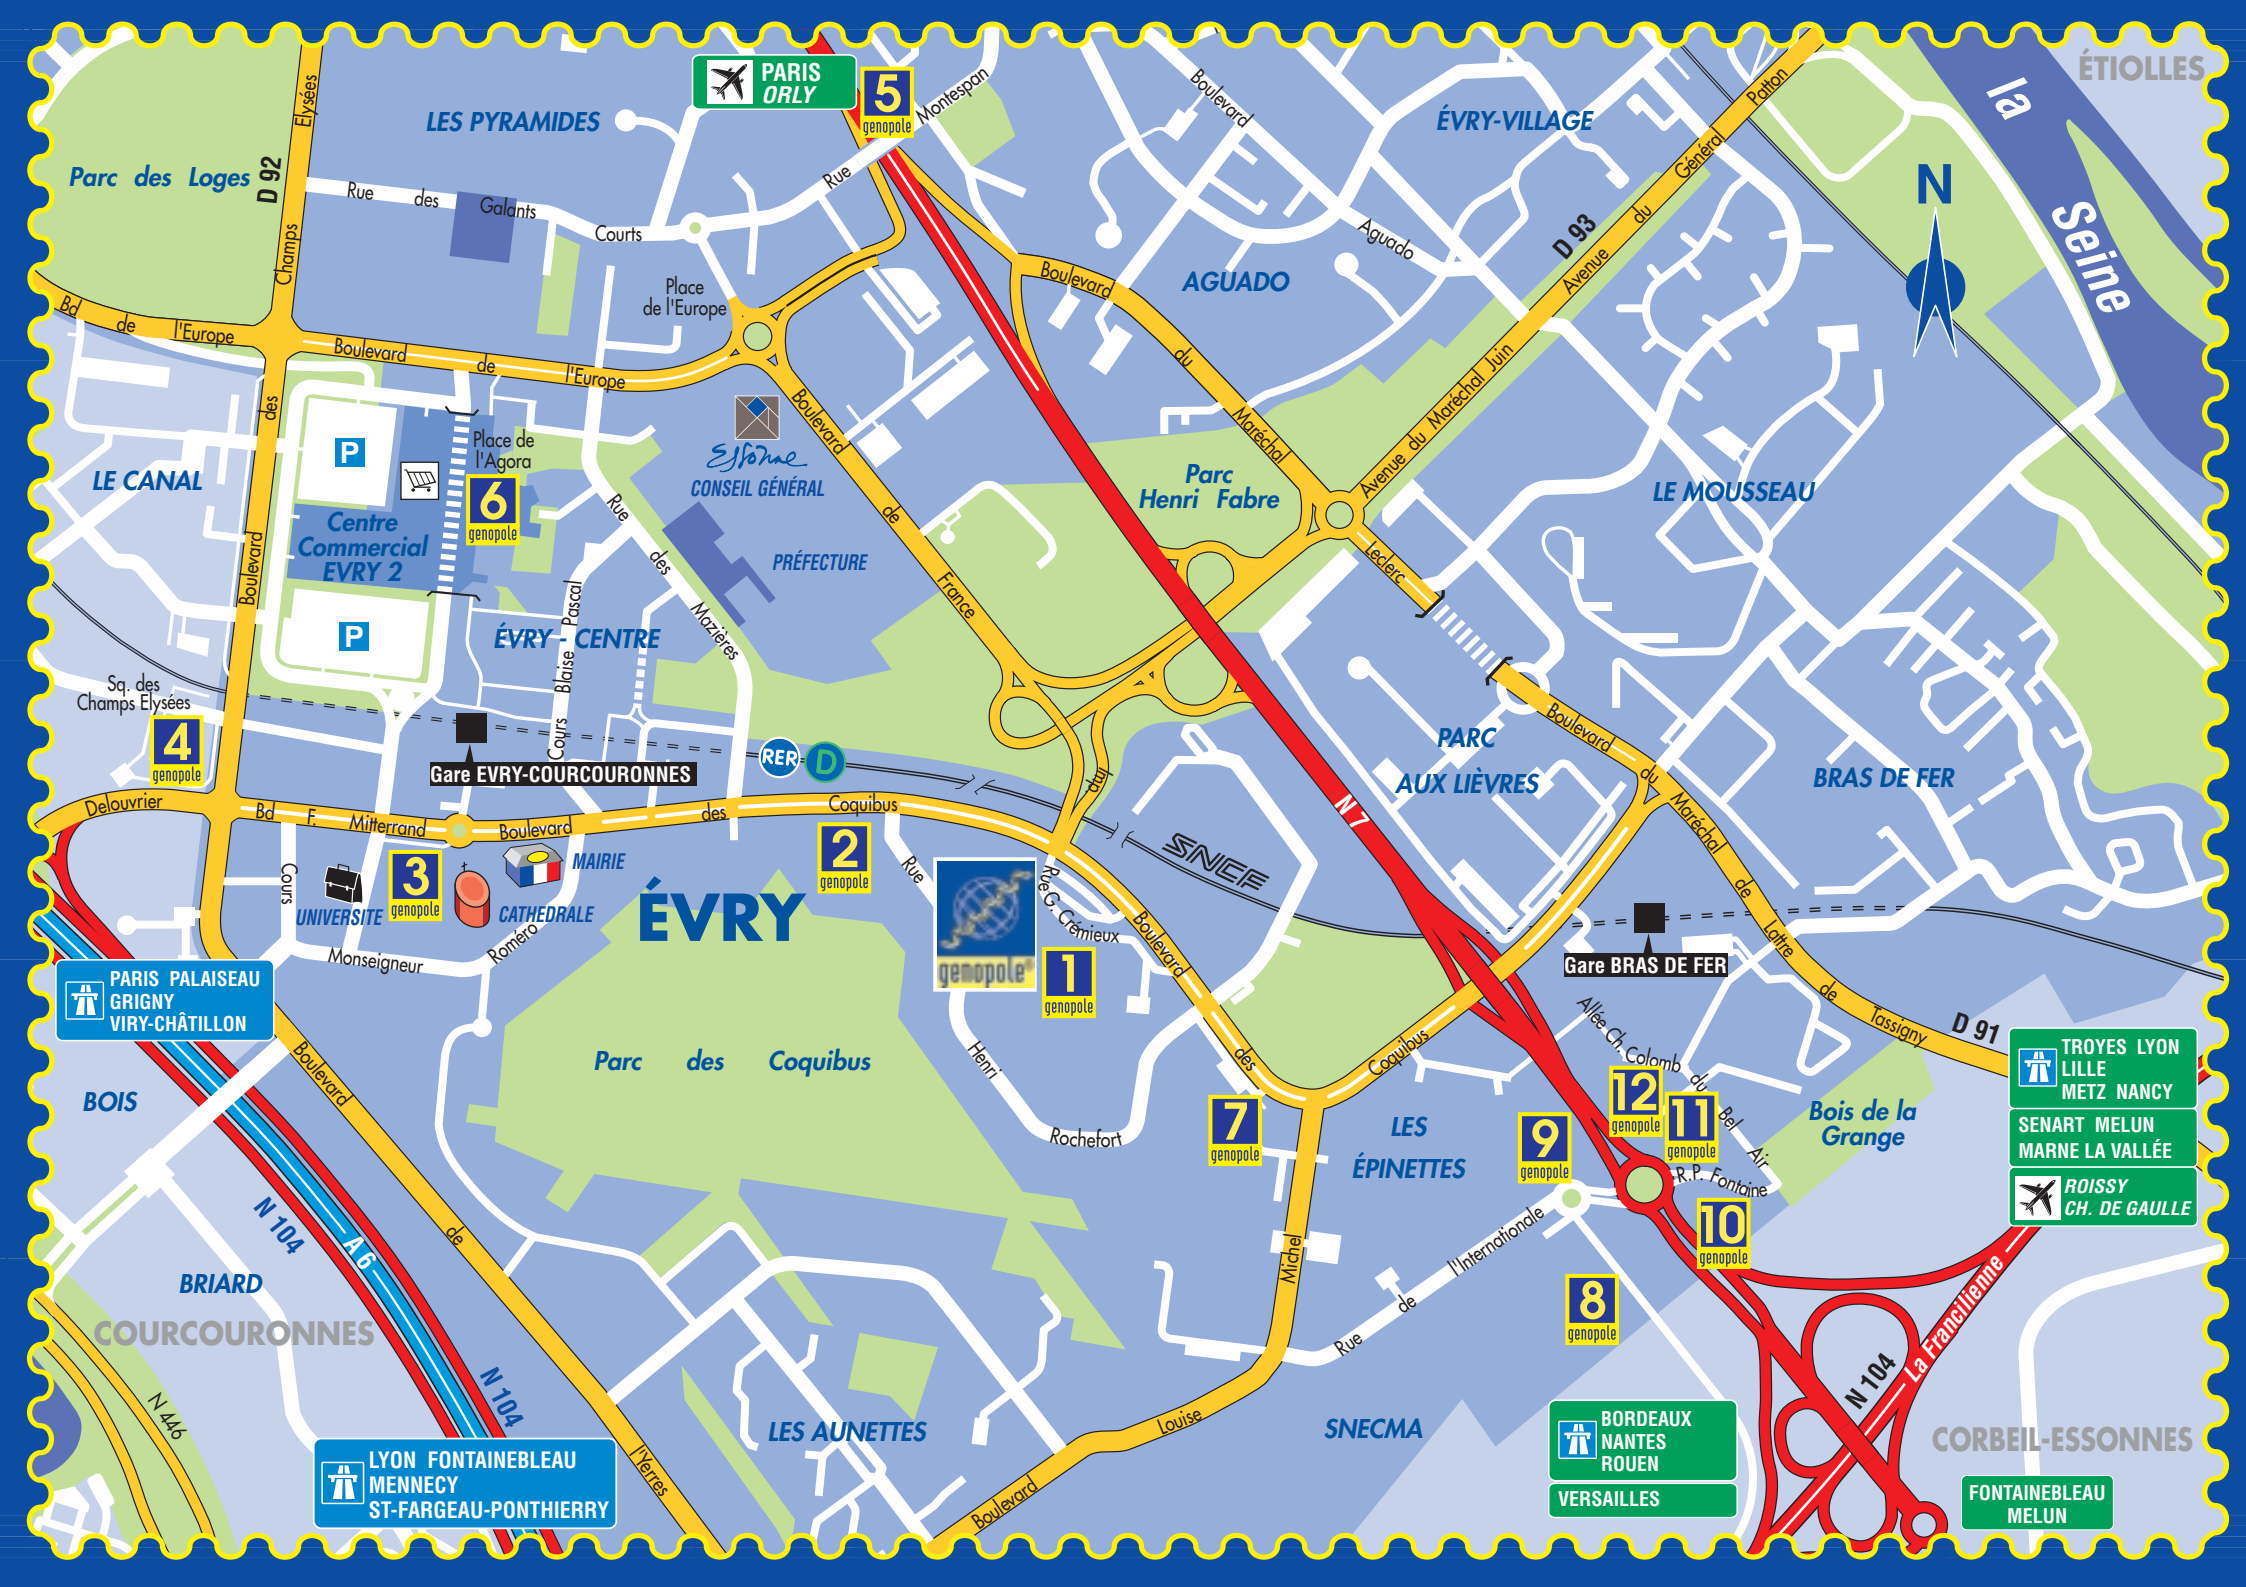 ÉTIOLLES
PARIS
ORLY
5
genopole
Montespan
Rue
Boulevard
Aguado
ÉVRY-VILLAGE
Patton
Général
du
Avenue
D 93
la
Seine
N
LES PYRAMIDES
Elysées
D 92
Champs
Parc des Loges
Rue des Galants
Courts
Place
de l'Europe
AGUADO
Boulevard
du
Maréchal
Leclerc
Avenue du Maréchal Juin
Bd de l'Europe
Boulevard de l'Europe
des
Boulevard
LE CANAL
P
Place de
l'Agora
6
genopole
Centre
Commercial
EVRY 2
P
Essonne
CONSEIL GÉNÉRAL
PRÉFECTURE
Boulevard
de
France
Rue
des
Mazières
Parc
Henri Fabre
LE MOUSSEAU
ÉVRY - CENTRE
Cours Blaise Pascal
Sq. des
Champs Elysées
4
genopole
Gare EVRY-COURCOURONNES
RER D
imp
PARC
AUX LIÈVRES
N 7
BRAS DE FER
Boulevard
du
Maréchal
de
Lattre
de
Tassigny
D 91
Delouvrier
Bd F. Mitterrand
Boulevard des Coquibus
SNCF
3
genopole
MAIRIE
2
genopole
UNIVERSITE
CATHEDRALE
Cours
Monseigneur
Roméro
ÉVRY
Rue
Henri
Rochefort
genopole®
Rue G. Crémieux
1
genopole
Boulevard
des
Coquibus
Gare BRAS DE FER
Allée Ch. Colomb
du
Bel
Air
PARIS PALAISEAU
GRIGNY
VIRY-CHÂTILLON
Parc des Coquibus
BOIS
BRIARD
COURCOURONNES
N 104
A 6
N 104
N 446
Boulevard
de
l'Yerres
7
genopole
LES
ÉPINETTES
9
genopole
12
genopole
11
genopole
R.P. Fontaine
10
genopole
8
genopole
Bois de la
Grange
TROYES LYON
LILLE
METZ NANCY
SENART MELUN
MARNE LA VALLÉE
ROISSY
CH. DE GAULLE
Rue de l'Internationale
Michel
Louise
Boulevard
LES AUNETTES
SNECMA
La Francilienne
N 104
CORBEIL-ESSONNES
LYON FONTAINEBLEAU
MENNECY
ST-FARGEAU-PONTHIERRY
BORDEAUX
NANTES
ROUEN
VERSAILLES
FONTAINEBLEAU
MELUN